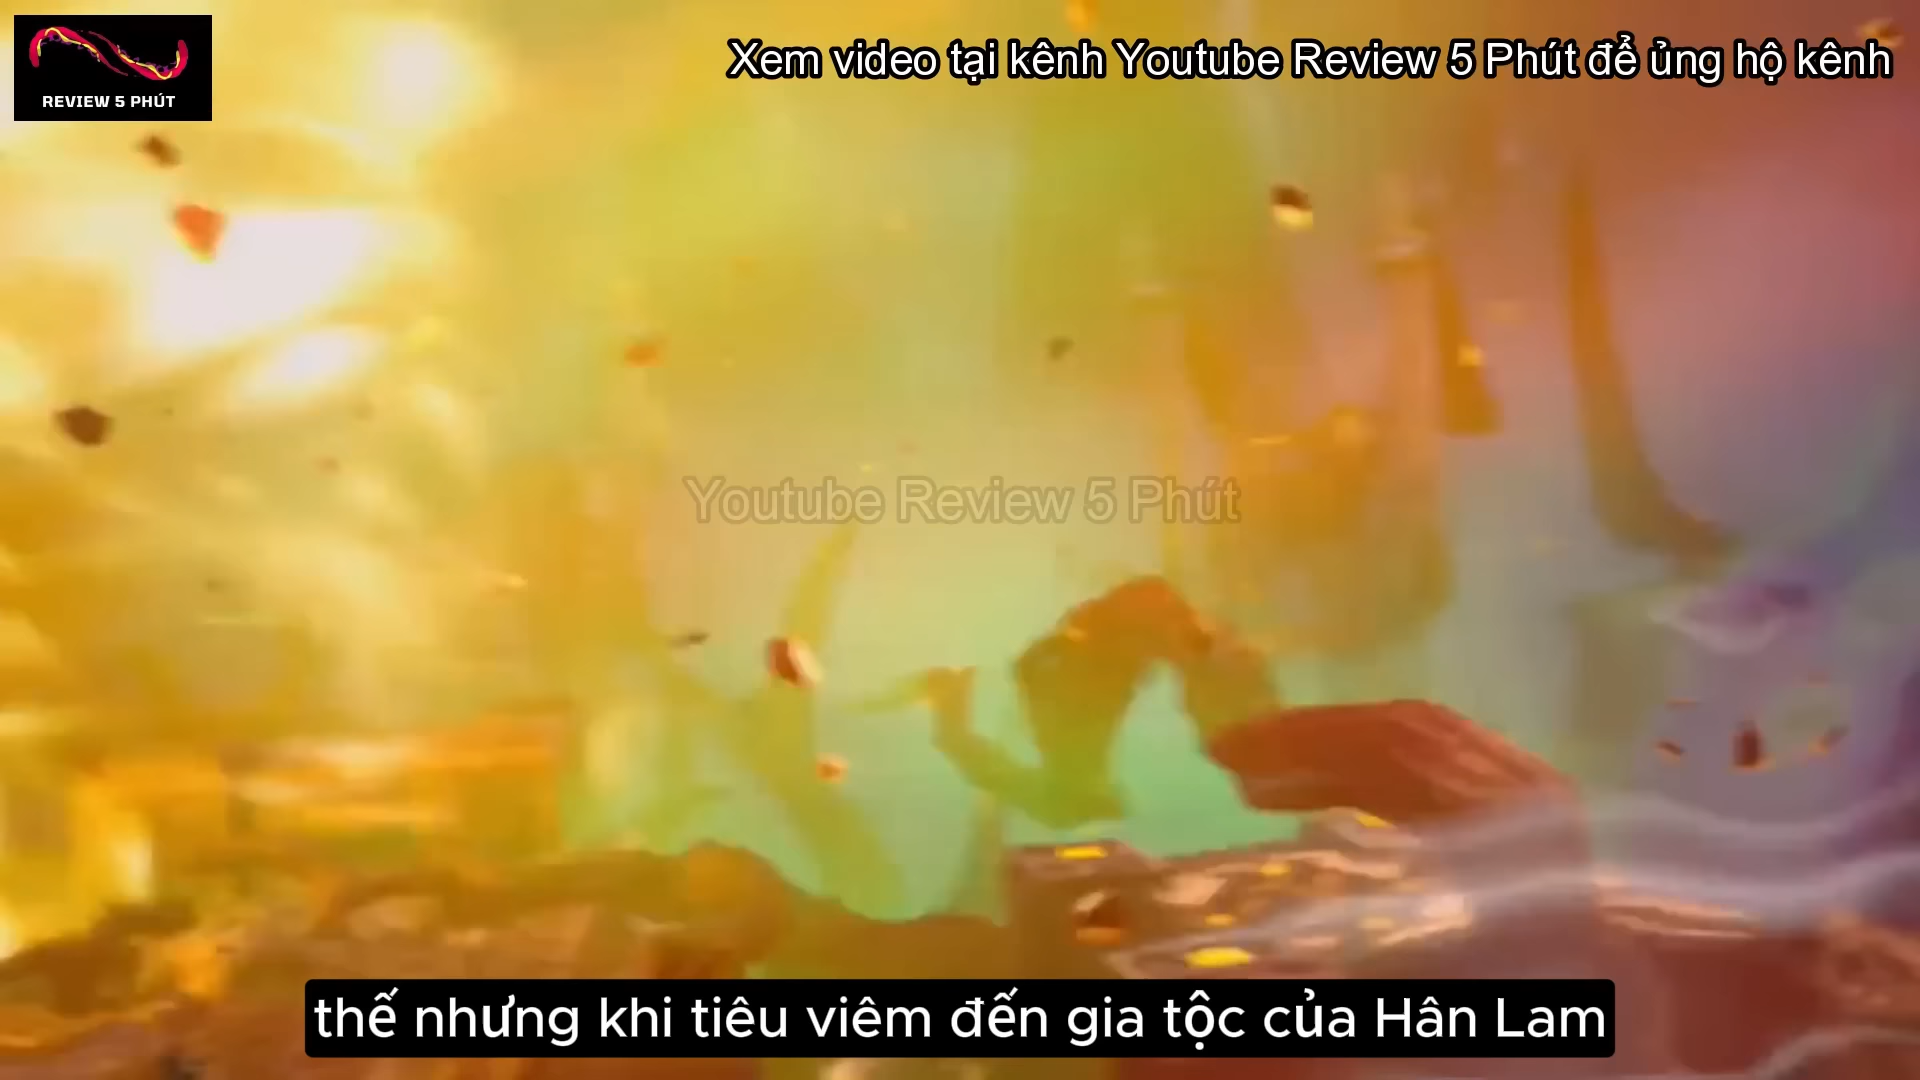 Xem video tại kênh Youtube Review 5 Phút để ủng hộ kênh
REVIEW 5 PHÚT
Youtube Review 5 Phút
thế nhưng khi tiêu viêm đến gia tộc của Hân Lam